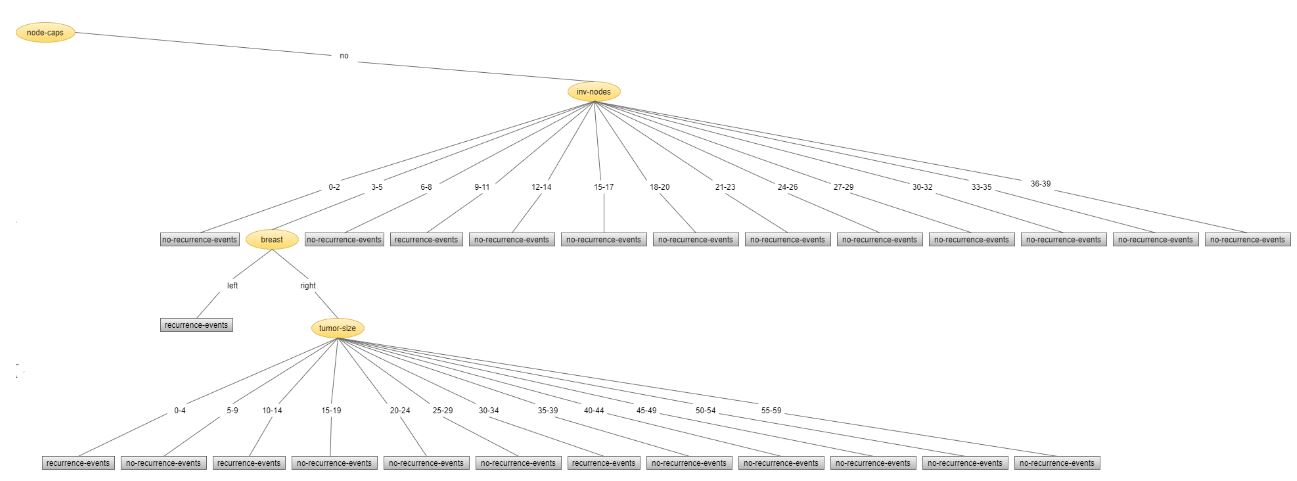 node-caps
no
inv-nodes
0-2 3-5 6-8 9-11 12-14 15-17 18-20 21-23 24-26 27-29 30-32 33-35 36-39
no-recurrence-events breast no-recurrence-events recurrence-events no-recurrence-events no-recurrence-events no-recurrence-events no-recurrence-events no-recurrence-events no-recurrence-events no-recurrence-events no-recurrence-events no-recurrence-events
left right
recurrence-events tumor-size
0-4 5-9 10-14 15-19 20-24 25-29 30-34 35-39 40-44 45-49 50-54 55-59
recurrence-events no-recurrence-events recurrence-events no-recurrence-events no-recurrence-events no-recurrence-events recurrence-events no-recurrence-events no-recurrence-events no-recurrence-events no-recurrence-events no-recurrence-events